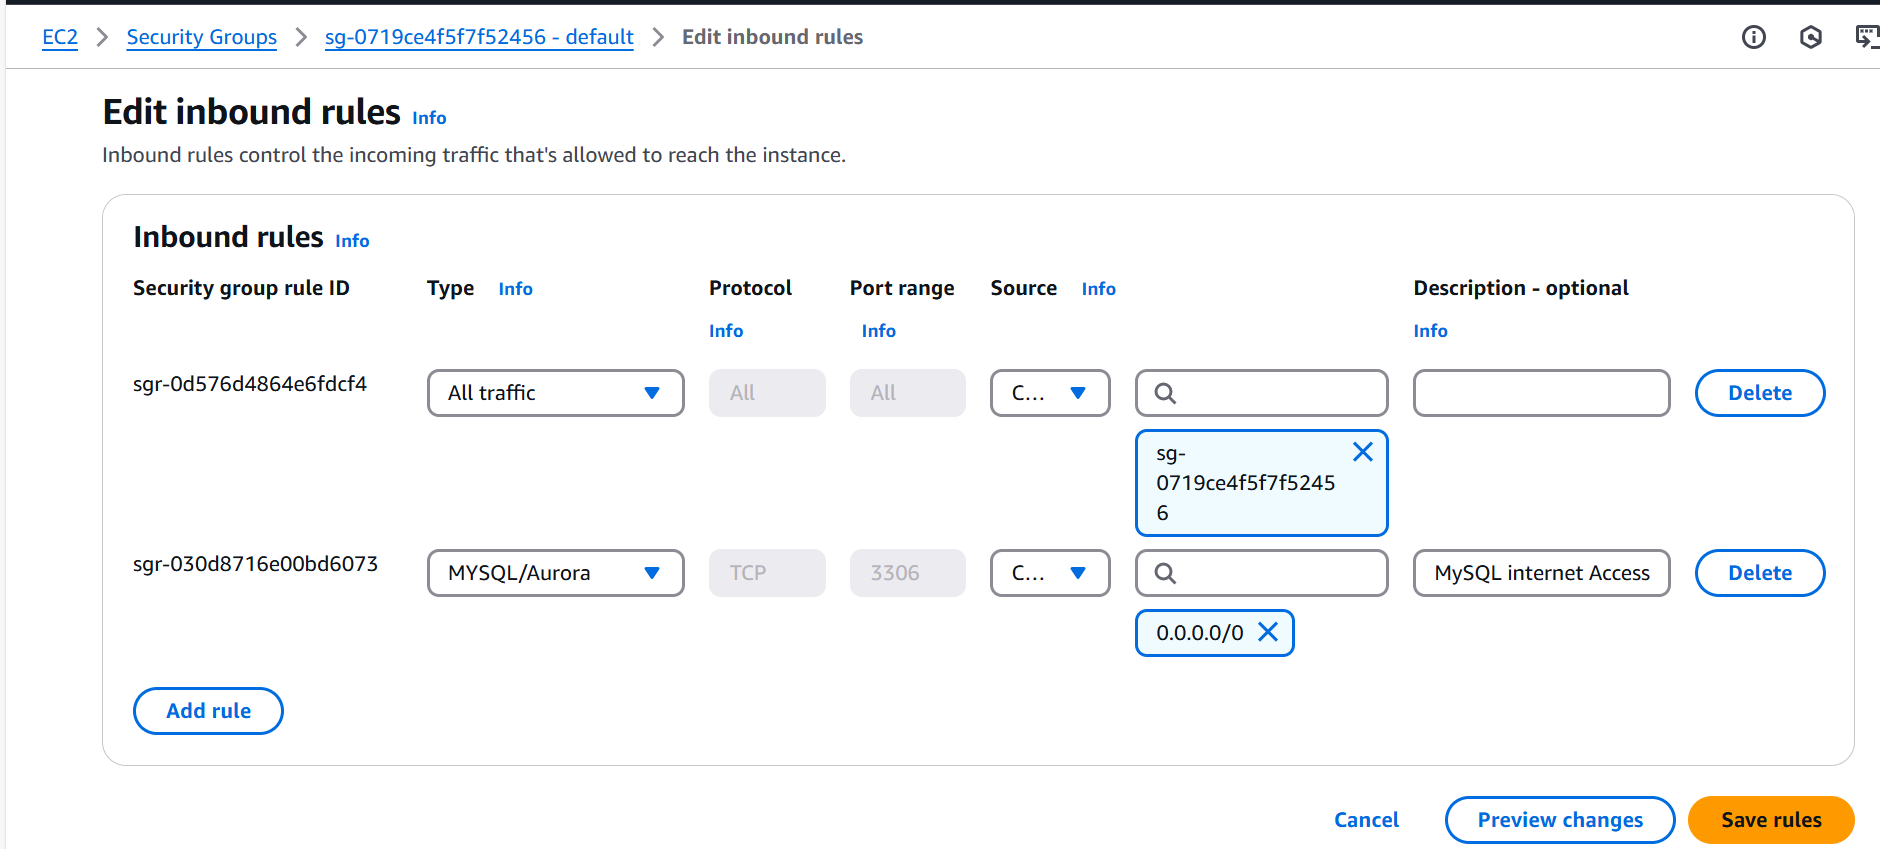 EC2 > Security Groups > sg-0719ce4f5f7f52456 - default > Edit inbound rules
Edit inbound rules Info
Inbound rules control the incoming traffic that's allowed to reach the instance.
Inbound rules Info
Security group rule ID Type Info Protocol Port range Source Info Description - optional
Info Info Info
sgr-0d576d4864e6fdcf4 All traffic All All C... Delete
sg-
0719ce4f5f7f5245
6
sgr-030d8716e00bd6073 MYSQL/Aurora TCP 3306 C... MySQL internet Access Delete
0.0.0.0/0
Add rule
Cancel Preview changes Save rules